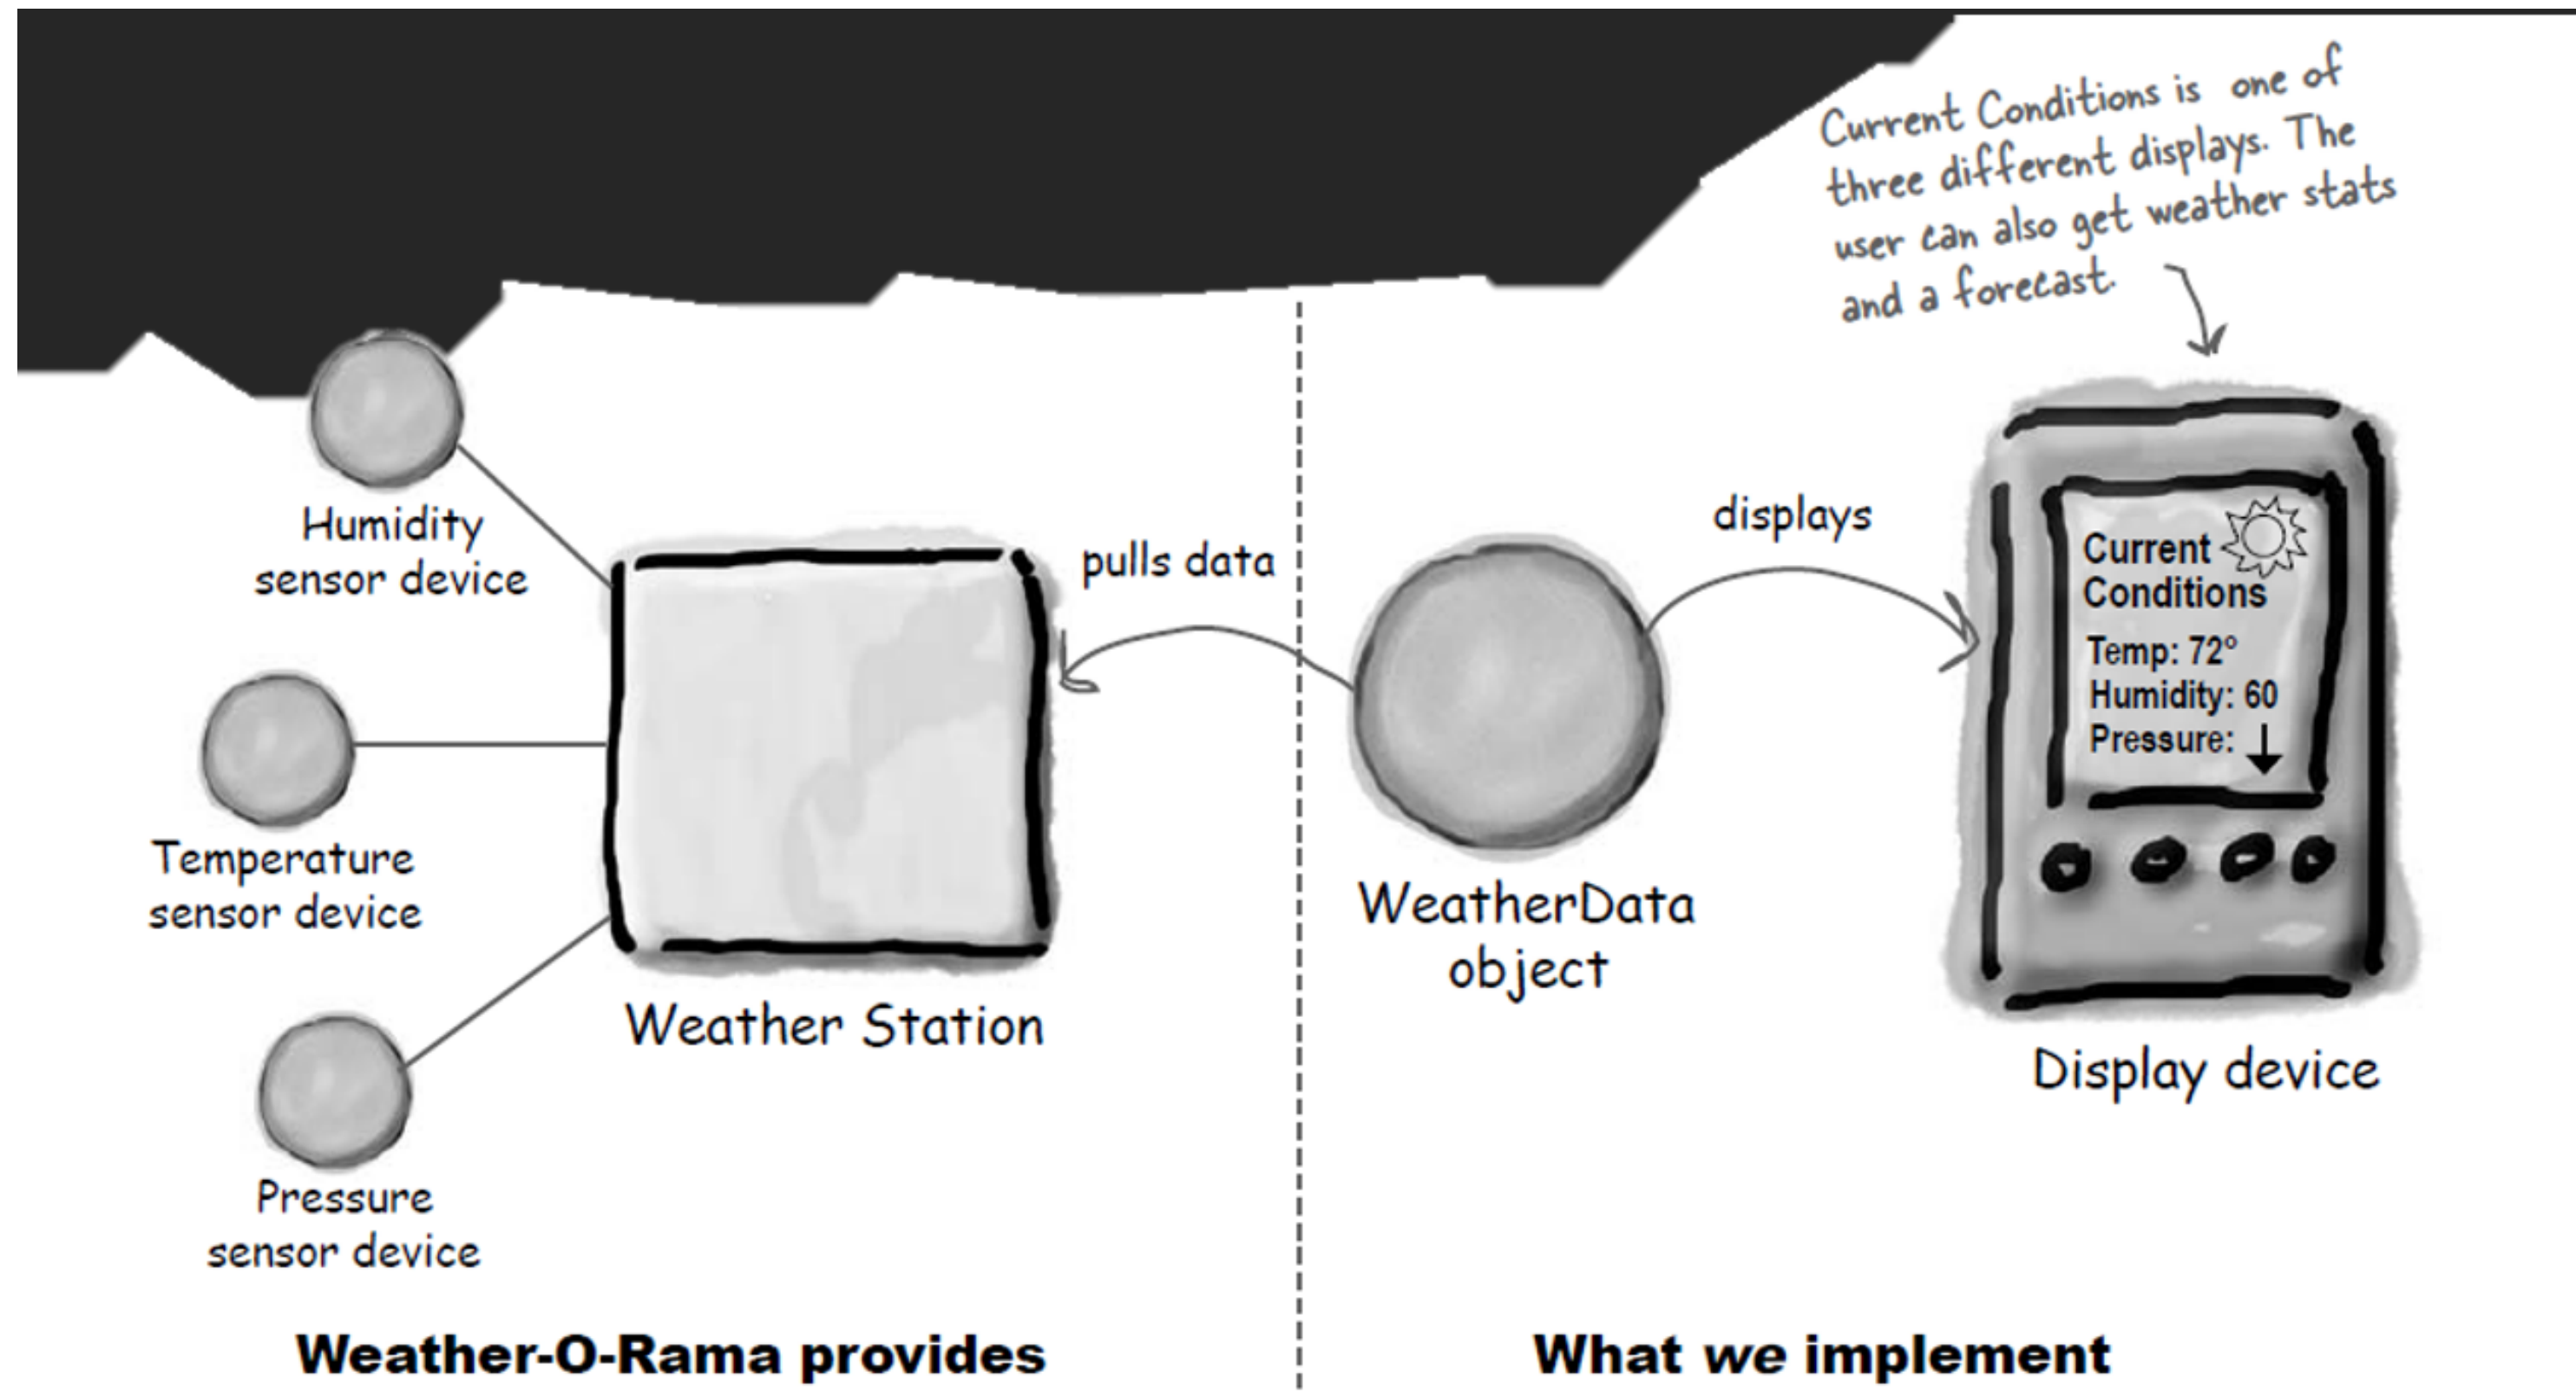 Current Conditions is one of
three different displays. The
user can also get weather stats
and a forecast.
Humidity
sensor device
Temperature
sensor device
Pressure
sensor device
Weather Station
pulls data
WeatherData
object
displays
Current
Conditions
Temp: 72°
Humidity: 60
Pressure:
Display device
Weather-O-Rama provides
What we implement